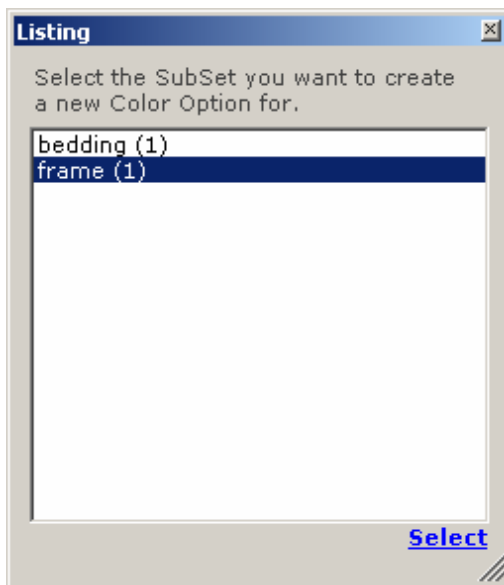 Listing
Select the SubSet you want to create
a new Color Option for.
bedding (1)
frame (1)
Select